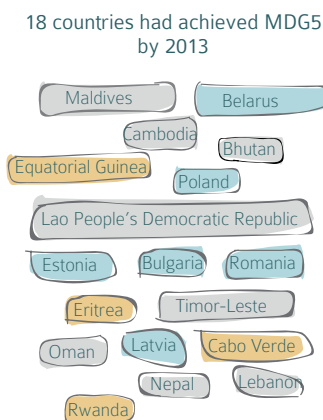 18 countries had achieved MDG5
by 2013
Maldives
Belarus
Cambodia
Bhutan
Equatorial Guinea
Poland
Lao People's Democratic Republic
Estonia
Bulgaria
Romania
Eritrea
Timor-Leste
Oman
Latvia
Cabo Verde
Nepal
Lebanon
Rwanda